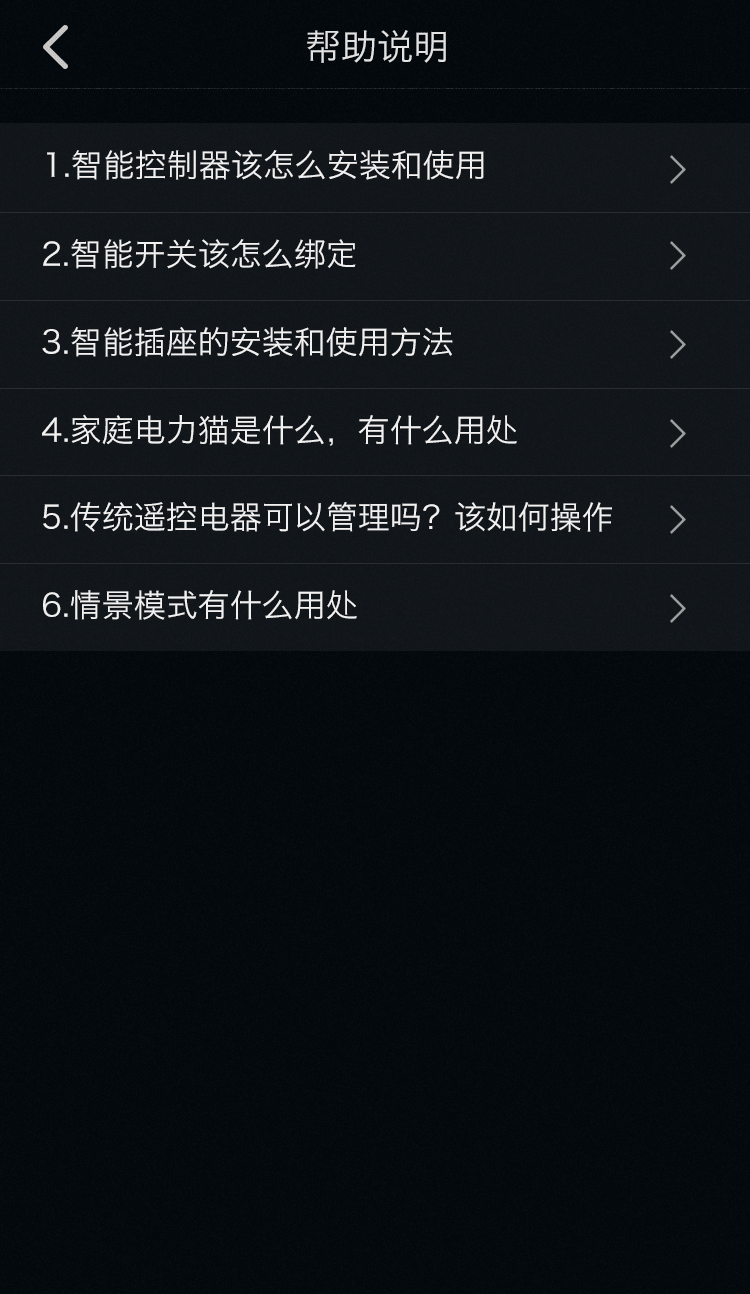 帮助说明
1.智能控制器该怎么安装和使用
2.智能开关该怎么绑定
3.智能插座的安装和使用方法
4.家庭电力猫是什么，有什么用处
5.传统遥控电器可以管理吗？该如何操作
6.情景模式有什么用处